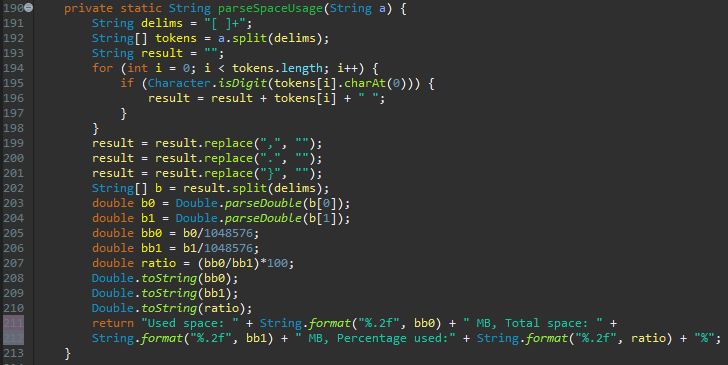 190 private static String parseSpaceUsage(String a) {
191 String delims = "[ ]+";
192 String[] tokens = a.split(delims);
193 String result = "";
194 for (int i = 0; i < tokens.length; i++) {
195 if (Character.isDigit(tokens[i].charAt(0))) {
196 result = result + tokens[i] + " ";
197 }
198 }
199 result = result.replace(",", "");
200 result = result.replace(".", "");
201 result = result.replace("}", "");
202 String[] b = result.split(delims);
203 double b0 = Double.parseDouble(b[0]);
204 double b1 = Double.parseDouble(b[1]);
205 double bb0 = b0/1048576;
206 double bb1 = b1/1048576;
207 double ratio = (bb0/bb1)*100;
208 Double.toString(bb0);
209 Double.toString(bb1);
210 Double.toString(ratio);
211 return "Used space: " + String.format("%.2f", bb0) + " MB, Total space: " +
212 String.format("%.2f", bb1) + " MB, Percentage used:" + String.format("%.2f", ratio) + "%";
213 }